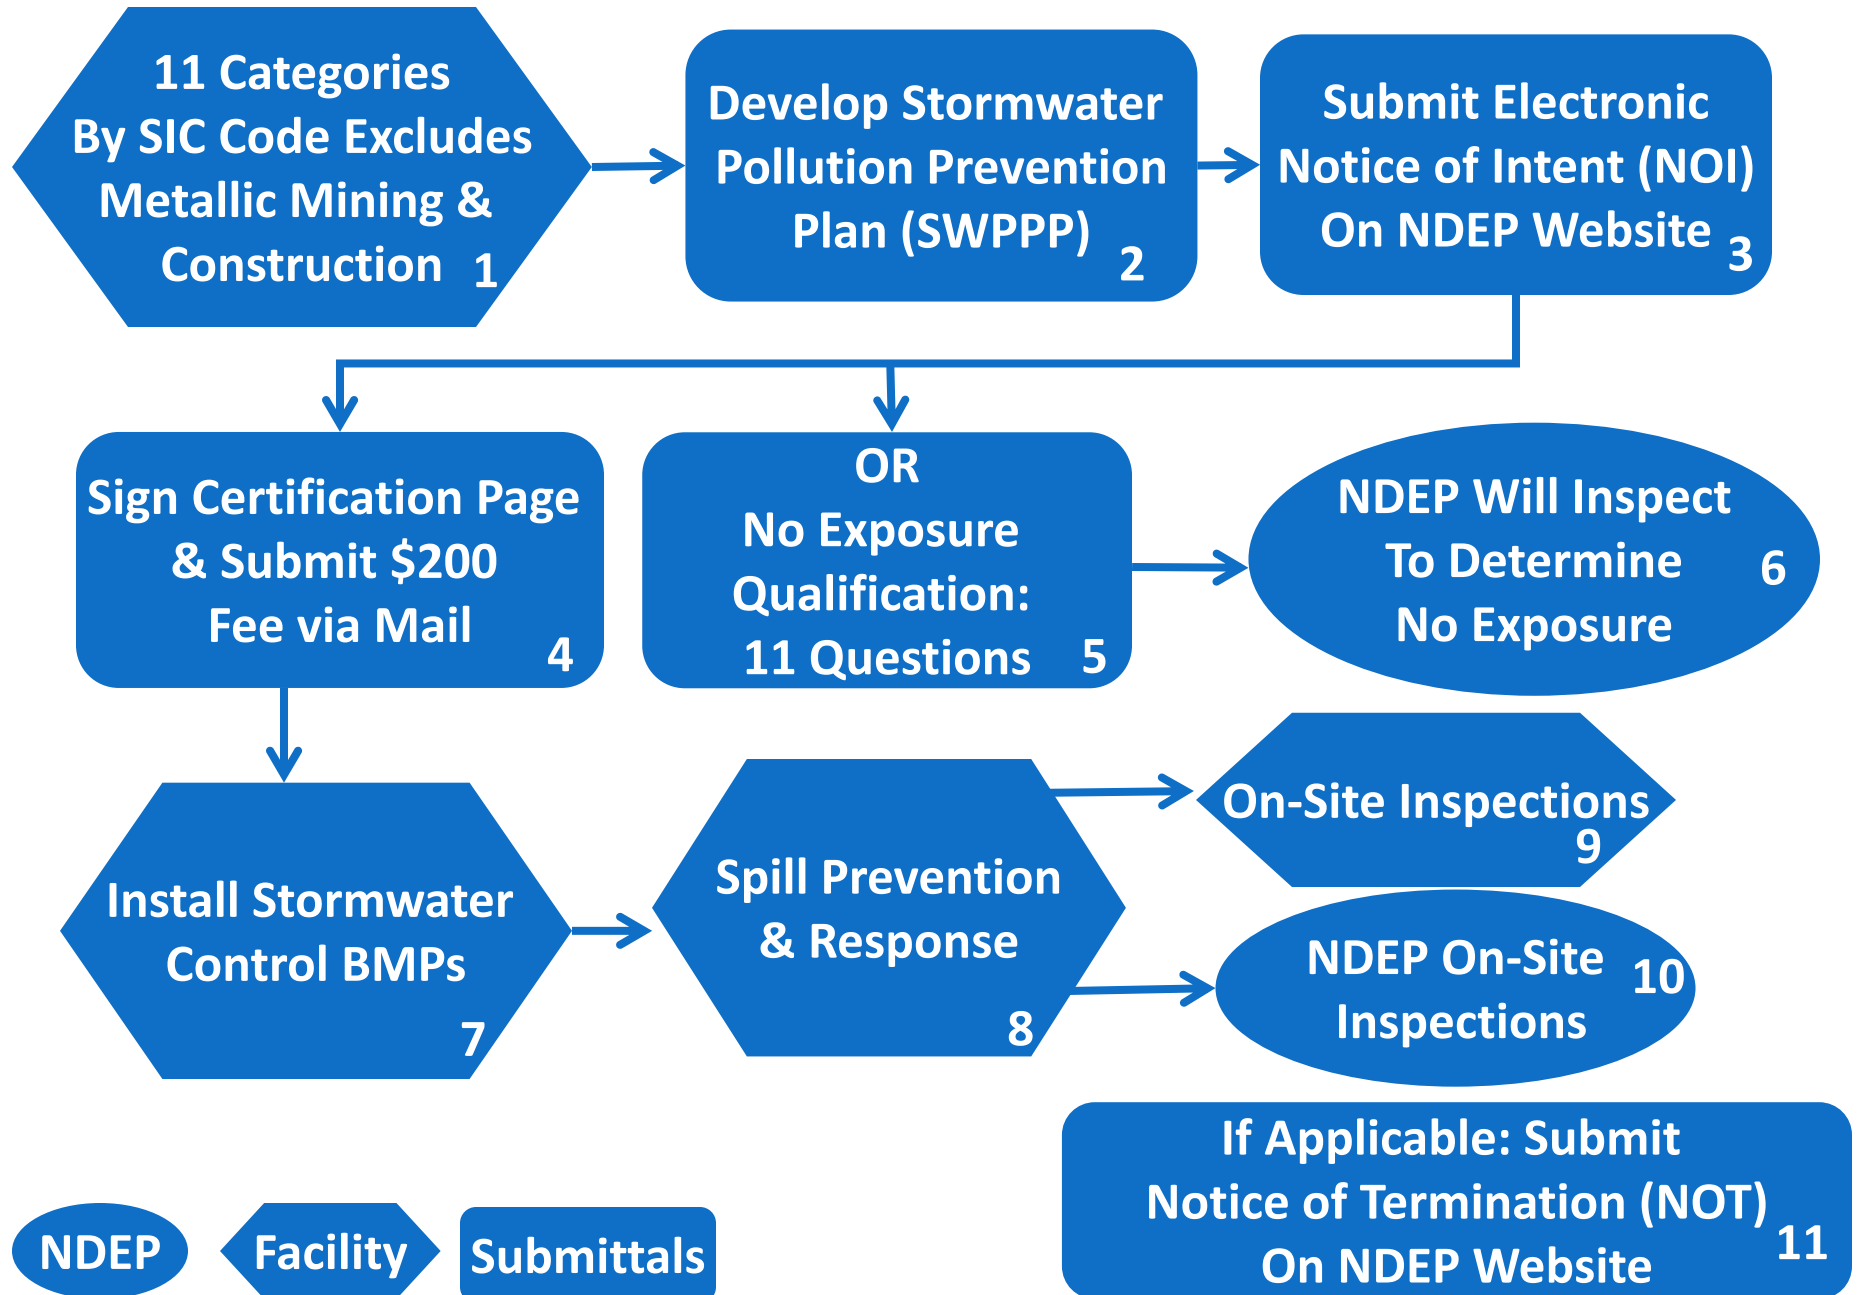 11 Categories
By SIC Code Excludes
Metallic Mining &
Construction 1
Develop Stormwater
Pollution Prevention
Plan (SWPPP)
2
Submit Electronic
Notice of Intent (NOI)
On NDEP Website
3
Sign Certification Page
& Submit $200
Fee via Mail
4
OR
No Exposure
Qualification:
11 Questions 5
NDEP Will Inspect
To Determine
No Exposure
6
Install Stormwater
Control BMPs
7
Spill Prevention
& Response
8
On-Site Inspections
9
NDEP On-Site
Inspections
10
If Applicable: Submit
Notice of Termination (NOT)
On NDEP Website
11
NDEP
Facility
Submittals